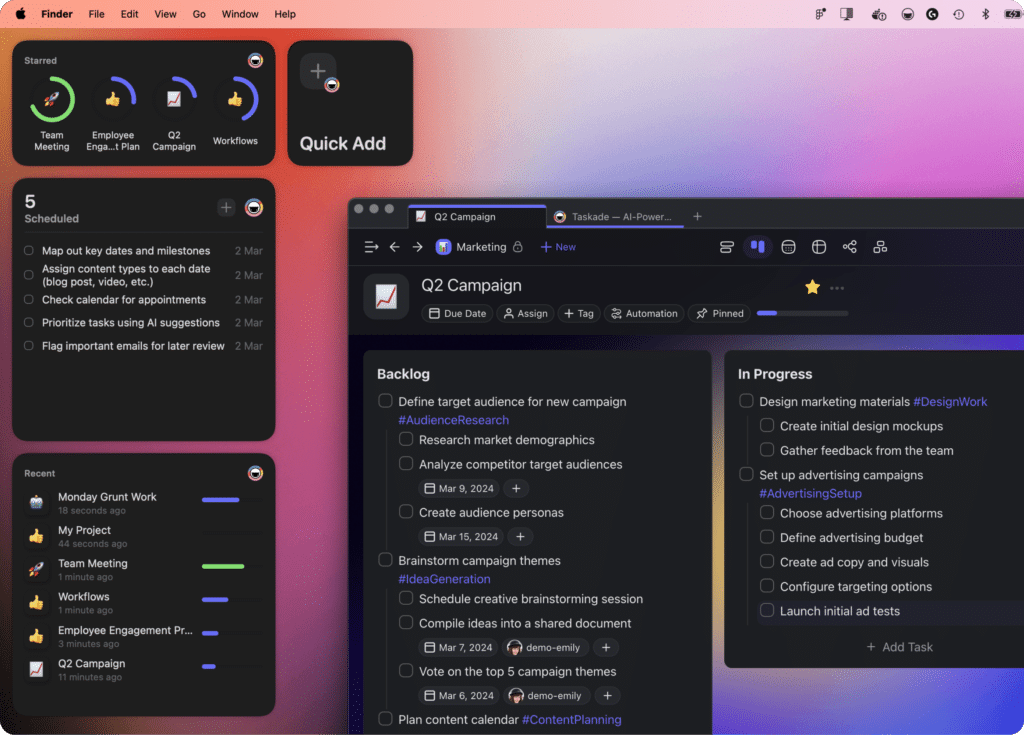 Finder File Edit View Go Window Help
Starred
Team
Meeting
Employee
Enga...t Plan
Q2
Campaign
Workflows
Quick Add
5
Scheduled
Map out key dates and milestones 2 Mar
Assign content types to each date
(blog post, video, etc.) 2 Mar
Check calendar for appointments 2 Mar
Prioritize tasks using AI suggestions 2 Mar
Flag important emails for later review 2 Mar
Recent
Monday Grunt Work
18 seconds ago
My Project
44 seconds ago
Team Meeting
1 minute ago
Workflows
1 minute ago
Employee Engagement Pr...
3 minutes ago
Q2 Campaign
11 minutes ago
Q2 Campaign Taskade — AI-Power...
Marketing New
Q2 Campaign
Due Date Assign Tag Automation Pinned
Backlog
Define target audience for new campaign
#AudienceResearch
Research market demographics
Analyze competitor target audiences
Mar 9, 2024
Create audience personas
Mar 15, 2024
Brainstorm campaign themes
#IdeaGeneration
Schedule creative brainstorming session
Compile ideas into a shared document
Mar 7, 2024 demo-emily
Vote on the top 5 campaign themes
Mar 6, 2024 demo-emily
Plan content calendar #ContentPlanning
In Progress
Design marketing materials #DesignWork
Create initial design mockups
Gather feedback from the team
Set up advertising campaigns
#AdvertisingSetup
Choose advertising platforms
Define advertising budget
Create ad copy and visuals
Configure targeting options
Launch initial ad tests
+ Add Task